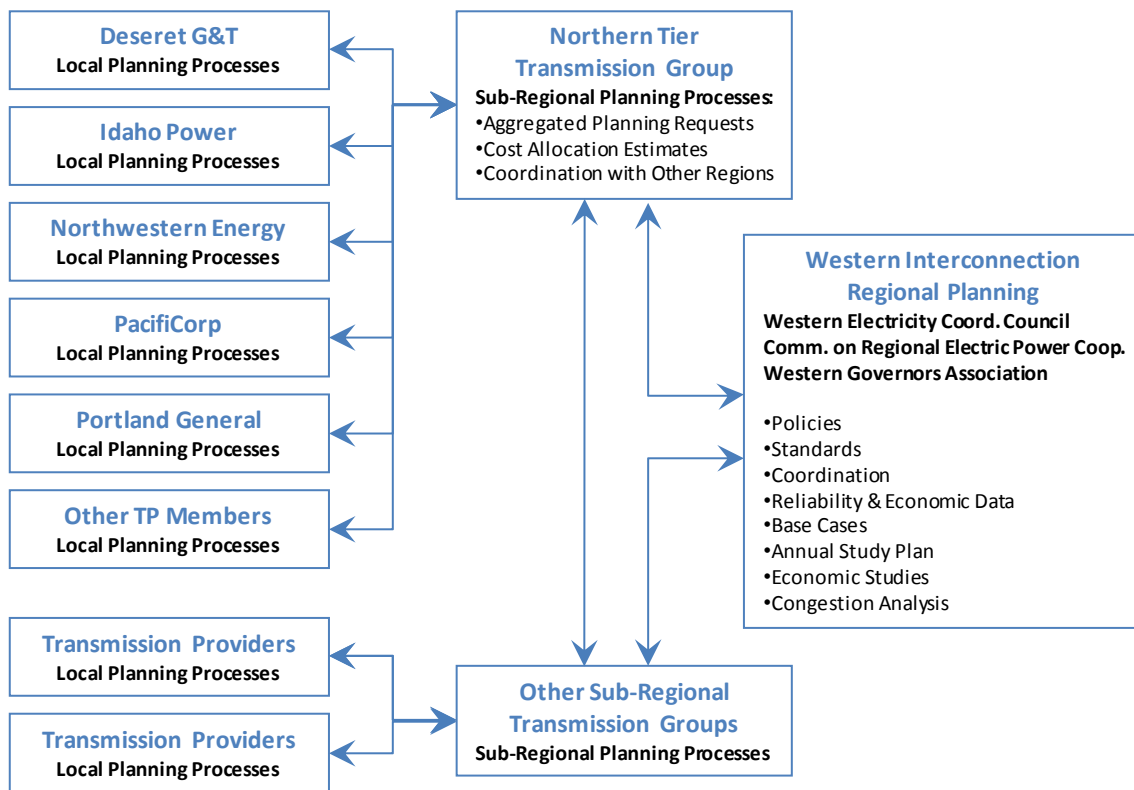 Deseret G&T
Local Planning Processes
Idaho Power
Local Planning Processes
Northwestern Energy
Local Planning Processes
PacifiCorp
Local Planning Processes
Portland General
Local Planning Processes
Other TP Members
Local Planning Processes
Transmission Providers
Local Planning Processes
Transmission Providers
Local Planning Processes
Northern Tier
Transmission Group
Sub-Regional Planning Processes:
•Aggregated Planning Requests
•Cost Allocation Estimates
•Coordination with Other Regions
Western Interconnection
Regional Planning
Western Electricity Coord. Council
Comm. on Regional Electric Power Coop.
Western Governors Association
•Policies
•Standards
•Coordination
•Reliability & Economic Data
•Base Cases
•Annual Study Plan
•Economic Studies
•Congestion Analysis
Other Sub-Regional
Transmission Groups
Sub-Regional Planning Processes